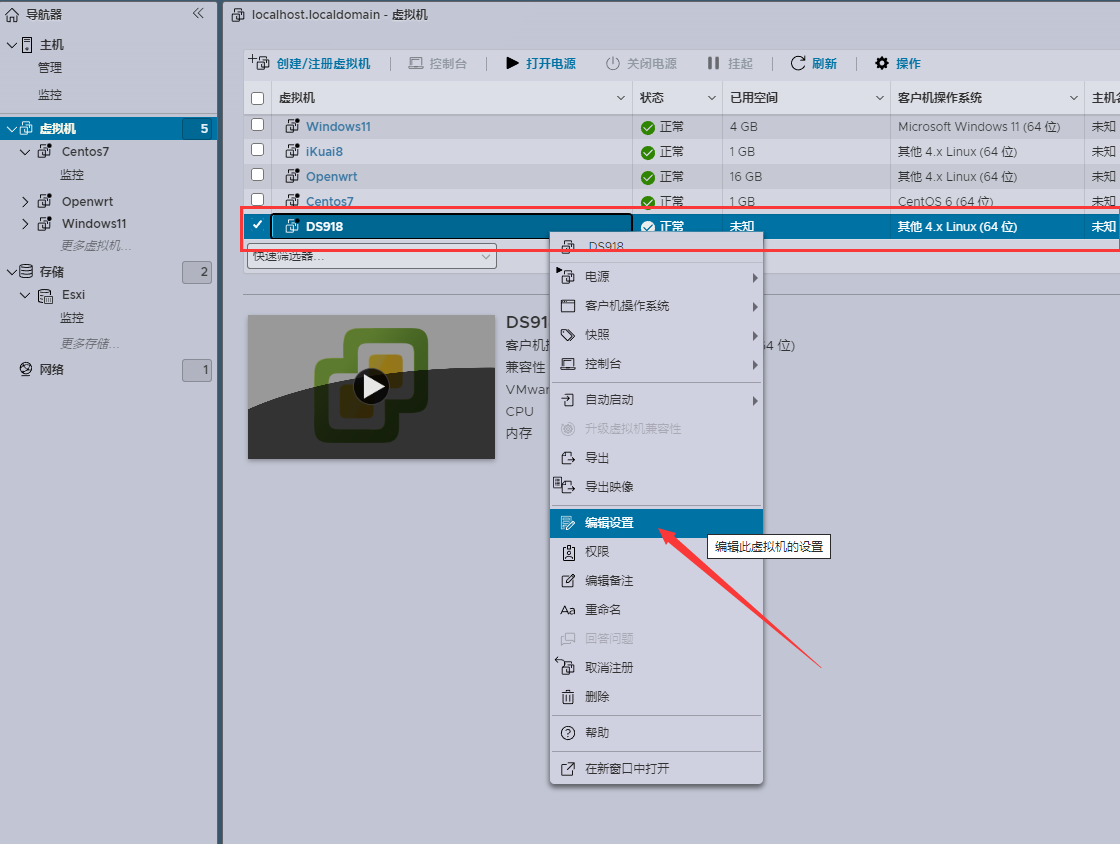 导航器
主机
管理
监控
虚拟机 5
Centos7
监控
Openwrt
Windows11
更多虚拟机...
存储 2
Esxi
监控
更多存储...
网络 1
localhost.localdomain - 虚拟机
创建/注册虚拟机 控制台 打开电源 关闭电源 挂起 刷新 操作
虚拟机 状态 已用空间 客户机操作系统 主机名
Windows11 正常 4 GB Microsoft Windows 11 (64 位) 未知
iKuai8 正常 1 GB 其他 4.x Linux (64 位) 未知
Openwrt 正常 16 GB 其他 4.x Linux (64 位) 未知
Centos7 正常 1 GB CentOS 6 (64 位) 未知
DS918 正常 未知 其他 4.x Linux (64 位) 未知
快速筛选器...
DS91
客户机
兼容性
VMwar
CPU
内存
4 位)
DS918
电源
客户机操作系统
快照
控制台
自动启动
升级虚拟机兼容性
导出
导出映像
编辑设置
编辑此虚拟机的设置
权限
编辑备注
Aa 重命名
回答问题
取消注册
删除
帮助
在新窗口中打开